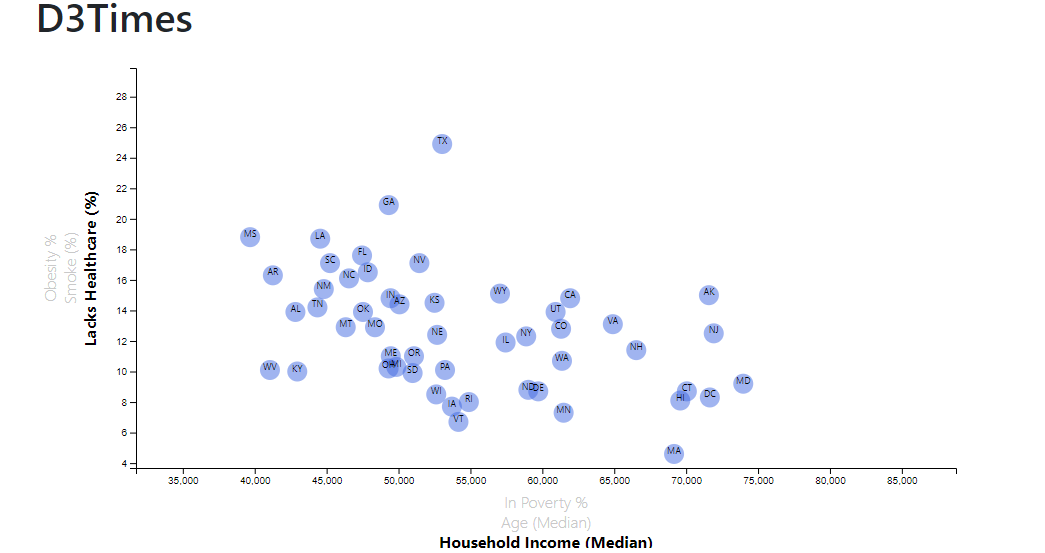 D3Times
28
26
24
22
20
18
16
14
12
10
8
6
4
Obesity %
Smoke (%)
Lacks Healthcare (%)
TX
GA
MS
LA
FL
SC
NV
ID
AR
NC
NM
WY
AK
IN
CA
AZ
KS
TN
AL
OK
UT
VA
MT
MO
CO
NE
NJ
NY
IL
NH
ME
OR
WA
OH
MI
WV
KY
SD
PA
MD
ND
DE
CT
WI
DC
HI
RI
IA
MN
VT
MA
35,000
40,000
45,000
50,000
55,000
60,000
65,000
70,000
75,000
80,000
85,000
In Poverty %
Age (Median)
Household Income (Median)